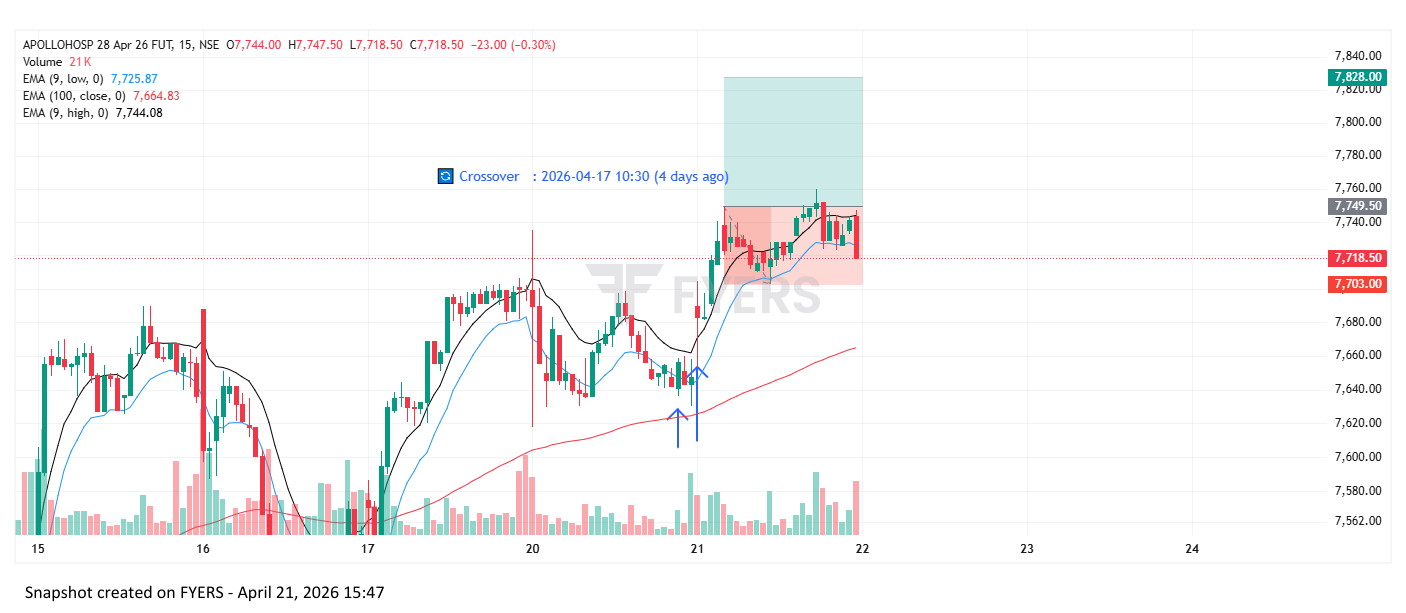 APOLLOHOSP 28 Apr 26 FUT, 15, NSE O7,744.00 H7,747.50 L7,718.50 C7,718.50 −23.00 (−0.30%)
Volume 21 K
EMA (9, low, 0) 7,725.87
EMA (100, close, 0) 7,664.83
EMA (9, high, 0) 7,744.08
Crossover : 2026-04-17 10:30 (4 days ago)
FYERS
7,840.00
7,828.00
7,820.00
7,800.00
7,780.00
7,760.00
7,749.50
7,740.00
7,718.50
7,703.00
7,680.00
7,660.00
7,640.00
7,620.00
7,600.00
7,580.00
7,562.00
15 16 17 20 21 22 23 24
Snapshot created on FYERS - April 21, 2026 15:47